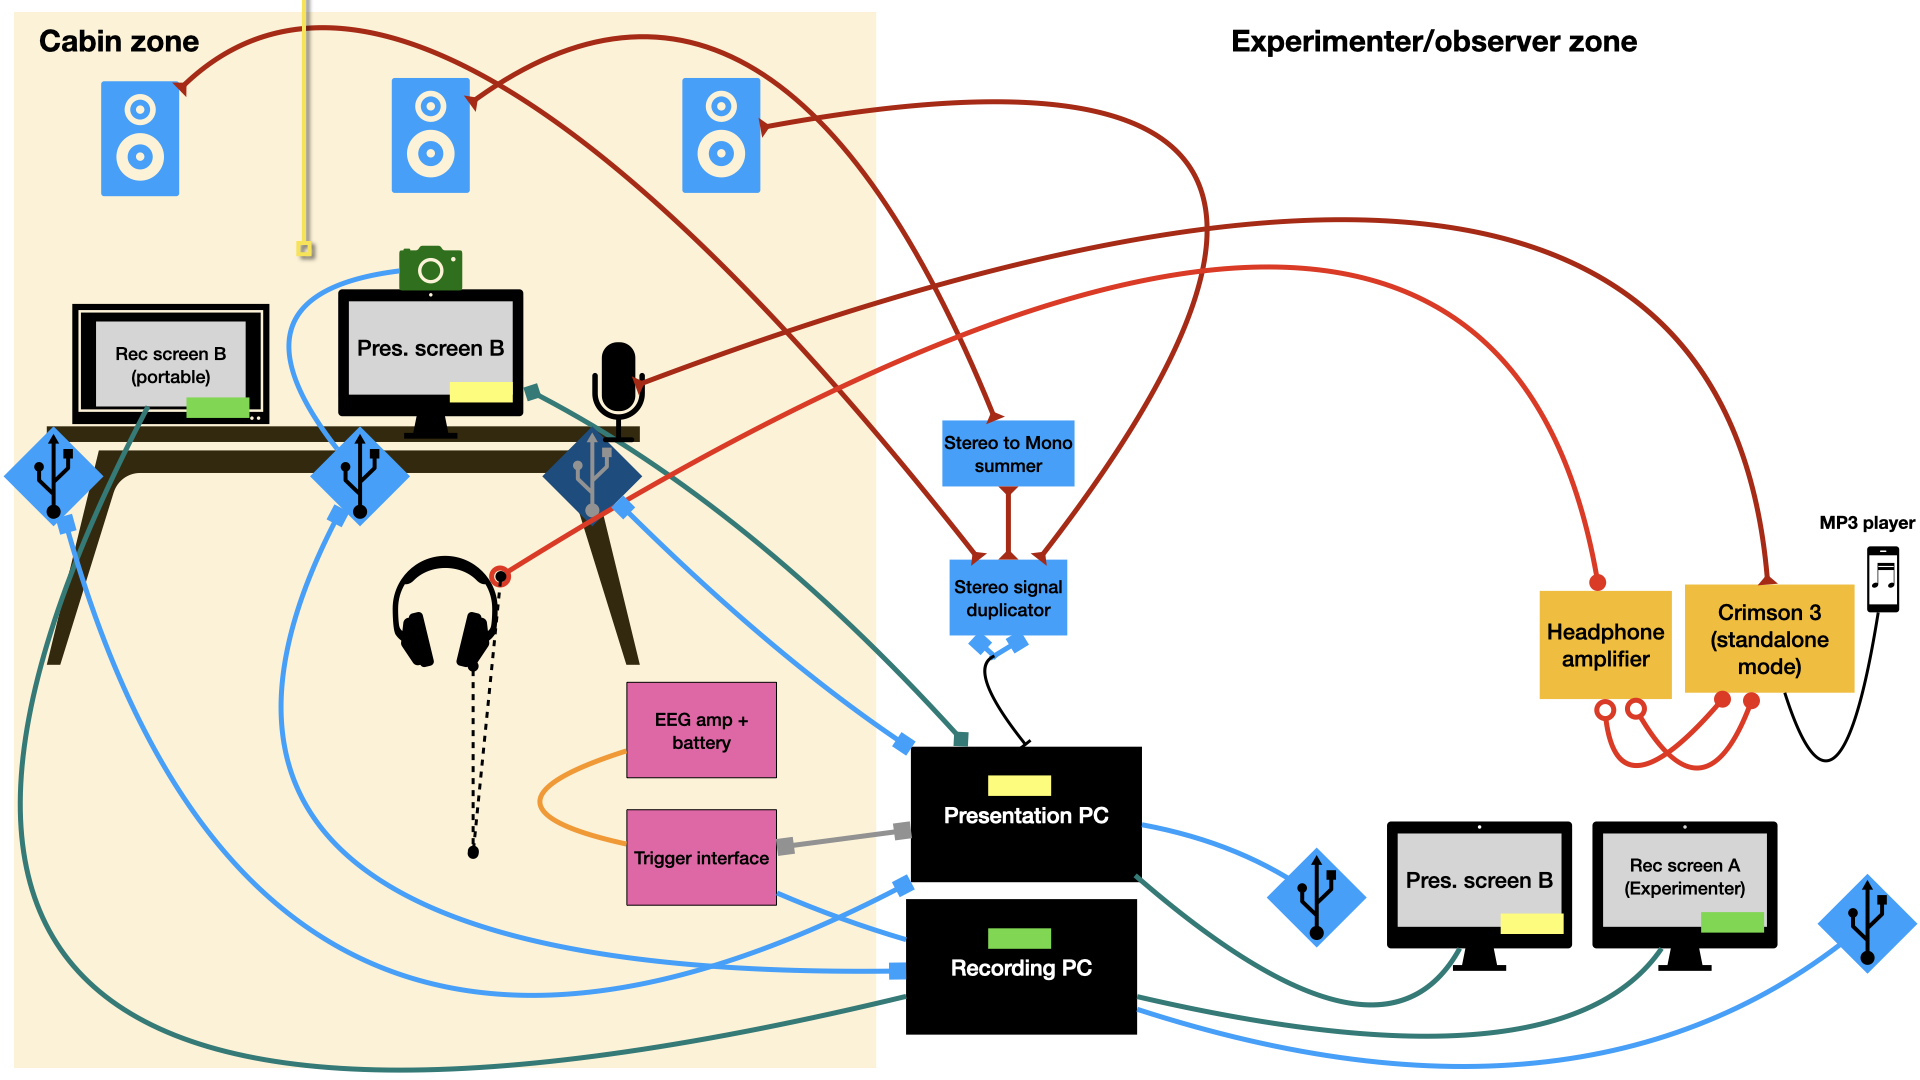 Cabin zone
Experimenter/observer zone
Rec screen B
(portable)
Pres. screen B
Stereo to Mono
summer
Stereo signal
duplicator
MP3 player
Headphone
amplifier
Crimson 3
(standalone
mode)
EEG amp +
battery
Trigger interface
Presentation PC
Recording PC
Pres. screen B
Rec screen A
(Experimenter)